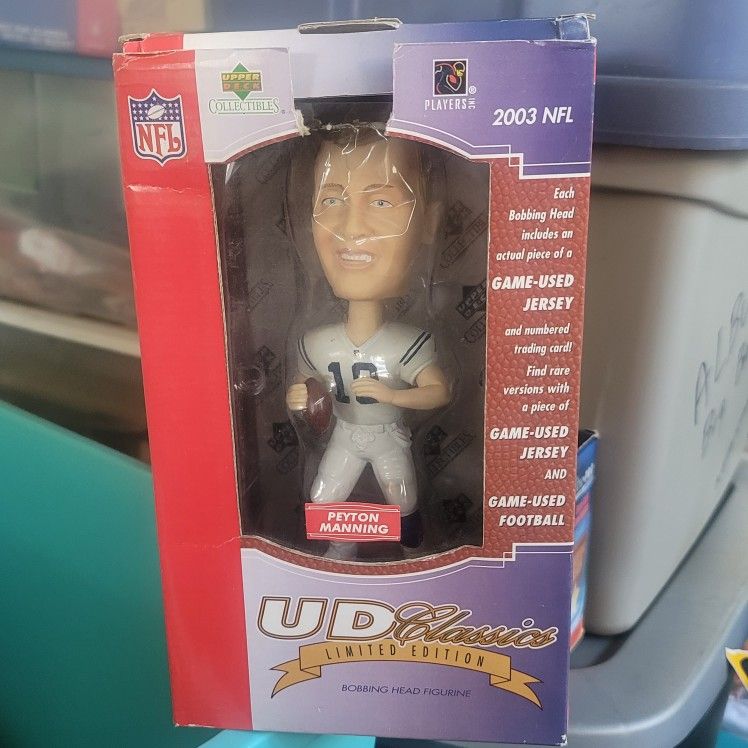 NFL
UPPER
DECK
COLLECTIBLES
PLAYERS INC
2003 NFL
Each
Bobbing Head
includes an
actual piece of a
GAME-USED
JERSEY
and numbered
trading card!
Find rare
versions with
a piece of
GAME-USED
JERSEY
AND
GAME-USED
FOOTBALL
18
PEYTON
MANNING
UD Classics
LIMITED EDITION
BOBBING HEAD FIGURINE